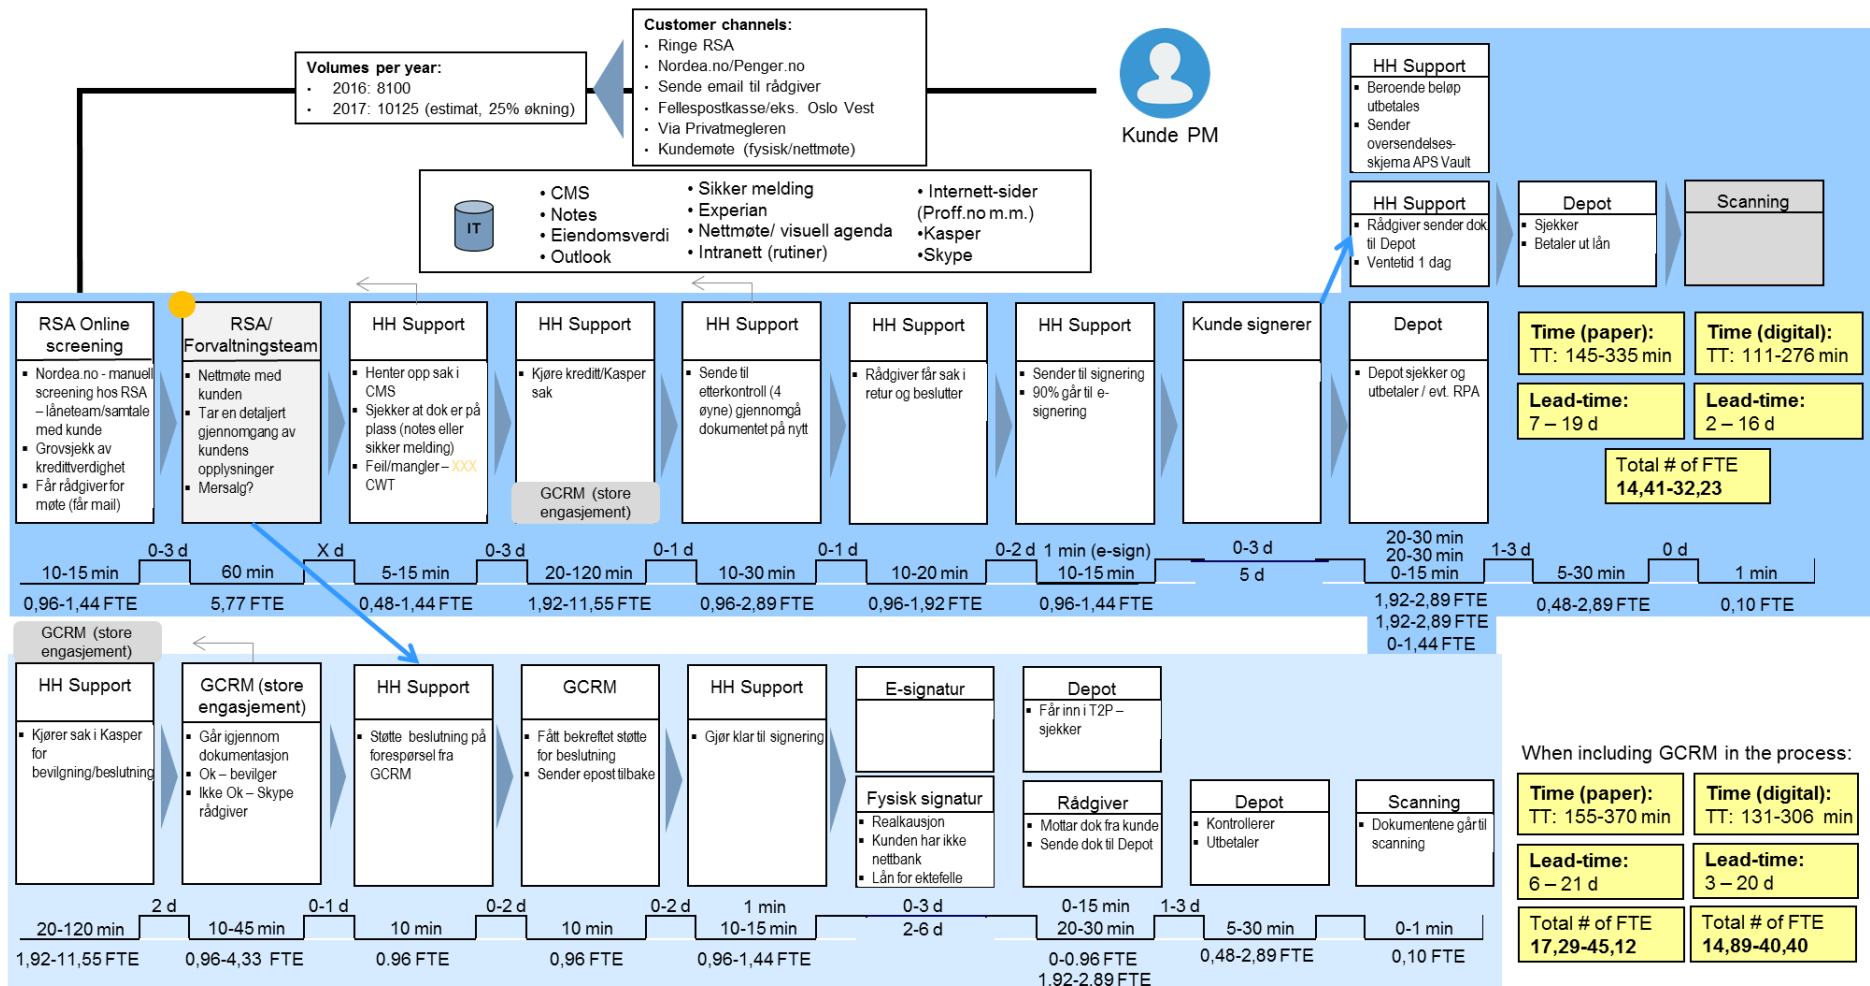 Volumes per year:
• 2016: 8100
• 2017: 10125 (estimat, 25% økning)
Customer channels:
• Ringe RSA
• Nordea.no/Penger.no
• Sende email til rådgiver
• Fellespostkasse/eks. Oslo Vest
• Via Privatmegleren
• Kundemøte (fysisk/nettmøte)
Kunde PM
IT
• CMS
• Notes
• Eiendomsverdi
• Outlook
• Sikker melding
• Experian
• Nettmøte/ visuell agenda
• Intranett (rutiner)
• Internett-sider
(Proff.no m.m.)
•Kasper
•Skype
HH Support
▪ Beroende beløp
utbetales
▪ Sender
oversendelses-
skjema APS Vault
HH Support
▪ Rådgiver sender dok.
til Depot
▪ Ventetid 1 dag
Depot
▪ Sjekker
▪ Betaler ut lån
Scanning
RSA Online
screening
▪ Nordea.no - manuell
screening hos RSA
– låneteam/samtale
med kunde
▪ Grovsjekk av
kredittverdighet
▪ Får rådgiver for
møte (får mail)
RSA/
Forvaltningsteam
▪ Nettmøte med
kunden
▪ Tar en detaljert
gjennomgang av
kundens
opplysninger
▪ Mersalg?
HH Support
▪ Henter opp sak i
CMS
▪ Sjekker at dok er på
plass (notes eller
sikker melding)
▪ Feil/mangler – XXX
CWT
HH Support
▪ Kjøre kreditt/Kasper
sak
GCRM (store
engasjement)
HH Support
▪ Sende til
etterkontroll (4
øyne) gjennomgå
dokumentet på nytt
HH Support
▪ Rådgiver får sak i
retur og beslutter
HH Support
▪ Sender til signering
▪ 90% går til e-
signering
Kunde signerer
Depot
▪ Depot sjekker og
utbetaler / evt. RPA
Time (paper):
TT: 145-335 min
Time (digital):
TT: 111-276 min
Lead-time:
7 – 19 d
Lead-time:
2 – 16 d
Total # of FTE
14,41-32,23
10-15 min
0-3 d
60 min
X d
5-15 min
0-3 d
20-120 min
0-1 d
10-30 min
0-1 d
10-20 min
0-2 d
1 min (e-sign)
10-15 min
0-3 d
5 d
20-30 min
20-30 min
0-15 min
1-3 d
5-30 min
0 d
1 min
0,96-1,44 FTE
5,77 FTE
0,48-1,44 FTE
1,92-11,55 FTE
0,96-2,89 FTE
0,96-1,92 FTE
0,96-1,44 FTE
1,92-2,89 FTE
1,92-2,89 FTE
0-1,44 FTE
0,48-2,89 FTE
0,10 FTE
GCRM (store
engasjement)
HH Support
▪ Kjører sak i Kasper
for
bevilgning/beslutning
GCRM (store
engasjement)
▪ Går igjennom
dokumentasjon
▪ Ok – bevilger
▪ Ikke Ok – Skype
rådgiver
HH Support
▪ Støtte beslutning på
forespørsel fra
GCRM
GCRM
▪ Fått bekreftet støtte
for beslutning
▪ Sender epost tilbake
HH Support
▪ Gjør klar til signering
E-signatur
Fysisk signatur
▪ Realkausjon
▪ Kunden har ikke
nettbank
▪ Lån for ektefelle
Depot
▪ Får inn i T2P –
sjekker
Rådgiver
▪ Mottar dok fra kunde
▪ Sende dok til Depot
Depot
▪ Kontrollerer
▪ Utbetaler
Scanning
▪ Dokumentene går til
scanning
20-120 min
2 d
10-45 min
0-1 d
10 min
0-2 d
10 min
0-2 d
1 min
10-15 min
0-3 d
2-6 d
0-15 min
20-30 min
1-3 d
5-30 min
0-1 min
1,92-11,55 FTE
0,96-4,33 FTE
0.96 FTE
0,96 FTE
0,96-1,44 FTE
0-0.96 FTE
1,92-2,89 FTE
0,48-2,89 FTE
0,10 FTE
When including GCRM in the process:
Time (paper):
TT: 155-370 min
Time (digital):
TT: 131-306 min
Lead-time:
6 – 21 d
Lead-time:
3 – 20 d
Total # of FTE
17,29-45,12
Total # of FTE
14,89-40,40